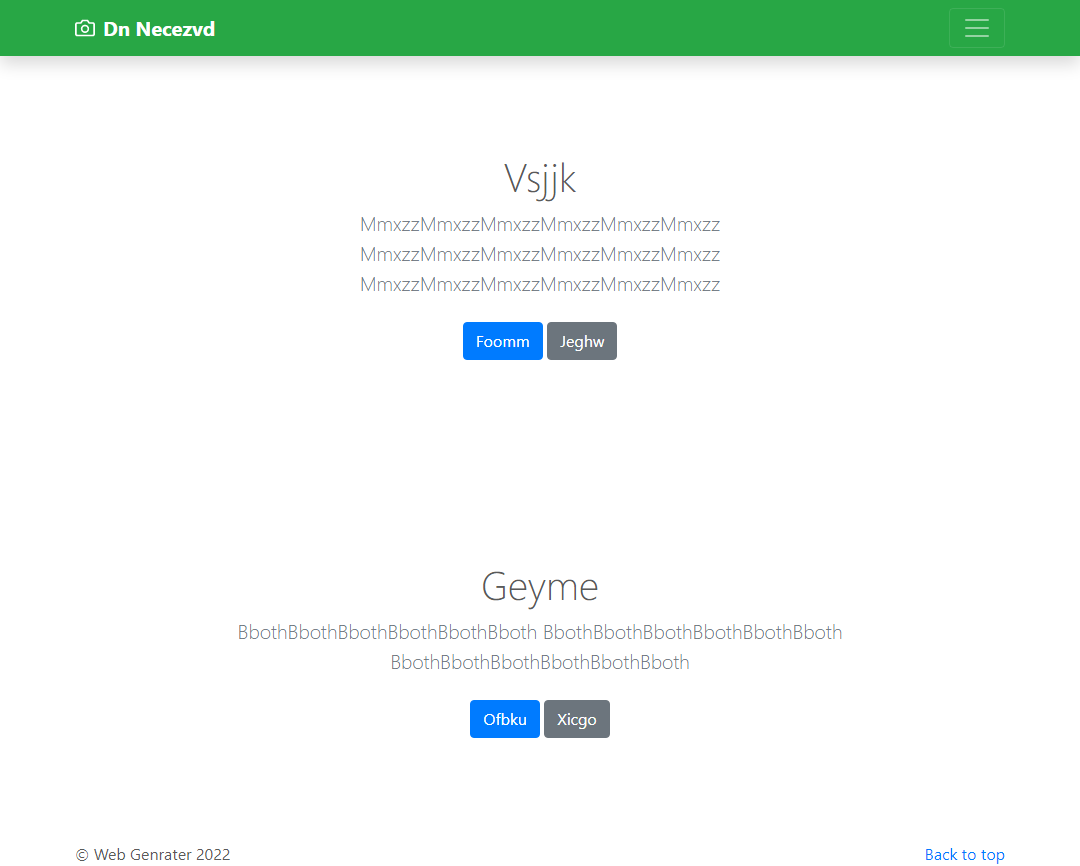 Dn Necezvd
Vsjjk
MmxzzMmxzzMmxzzMmxzzMmxzzMmxzz
MmxzzMmxzzMmxzzMmxzzMmxzzMmxzz
MmxzzMmxzzMmxzzMmxzzMmxzzMmxzz
Foomm Jeghw
Geyme
BbothBbothBbothBbothBbothBboth BbothBbothBbothBbothBbothBboth
BbothBbothBbothBbothBbothBboth
Ofbku Xicgo
© Web Genrater 2022 Back to top